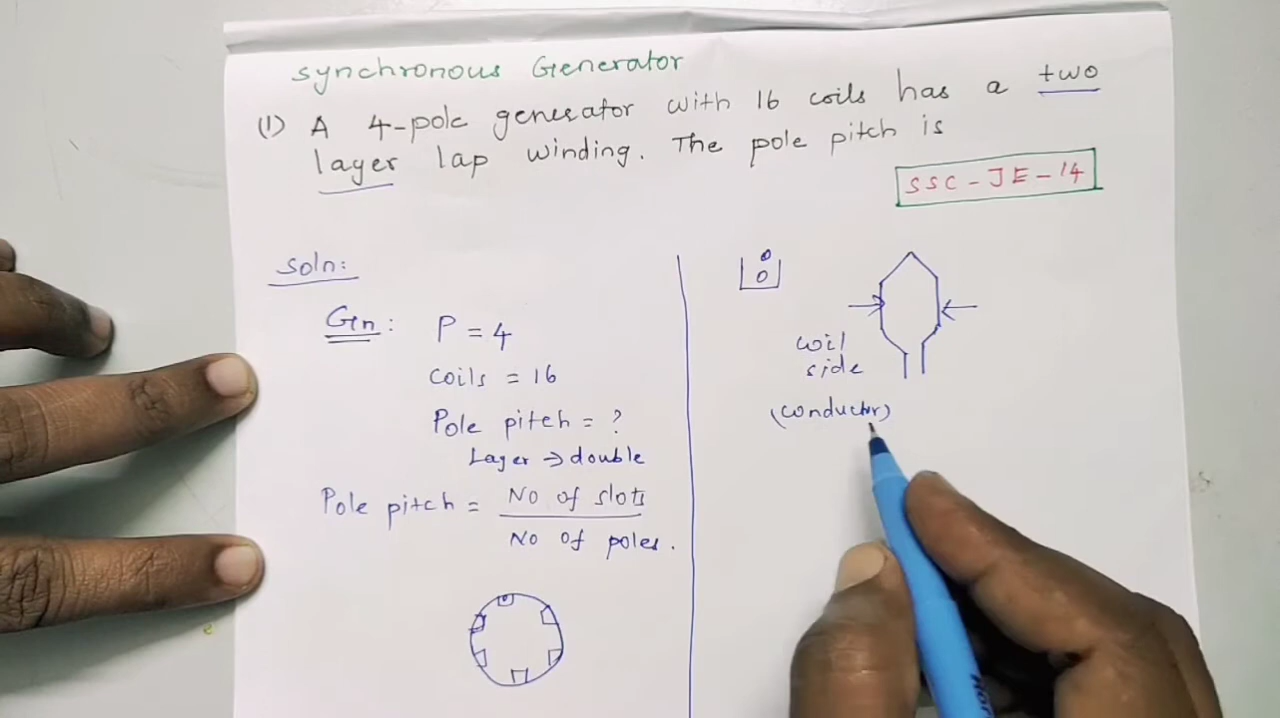 Synchronous Generator
(1) A 4-pole generator with 16 coils has a two
layer lap winding. The pole pitch is
SSC-JE-14
Soln:
Gn: P = 4
coils = 16
Pole pitch = ?
Layer → double
Pole pitch = No of slots
No of poles.
coil
side
(conductor)